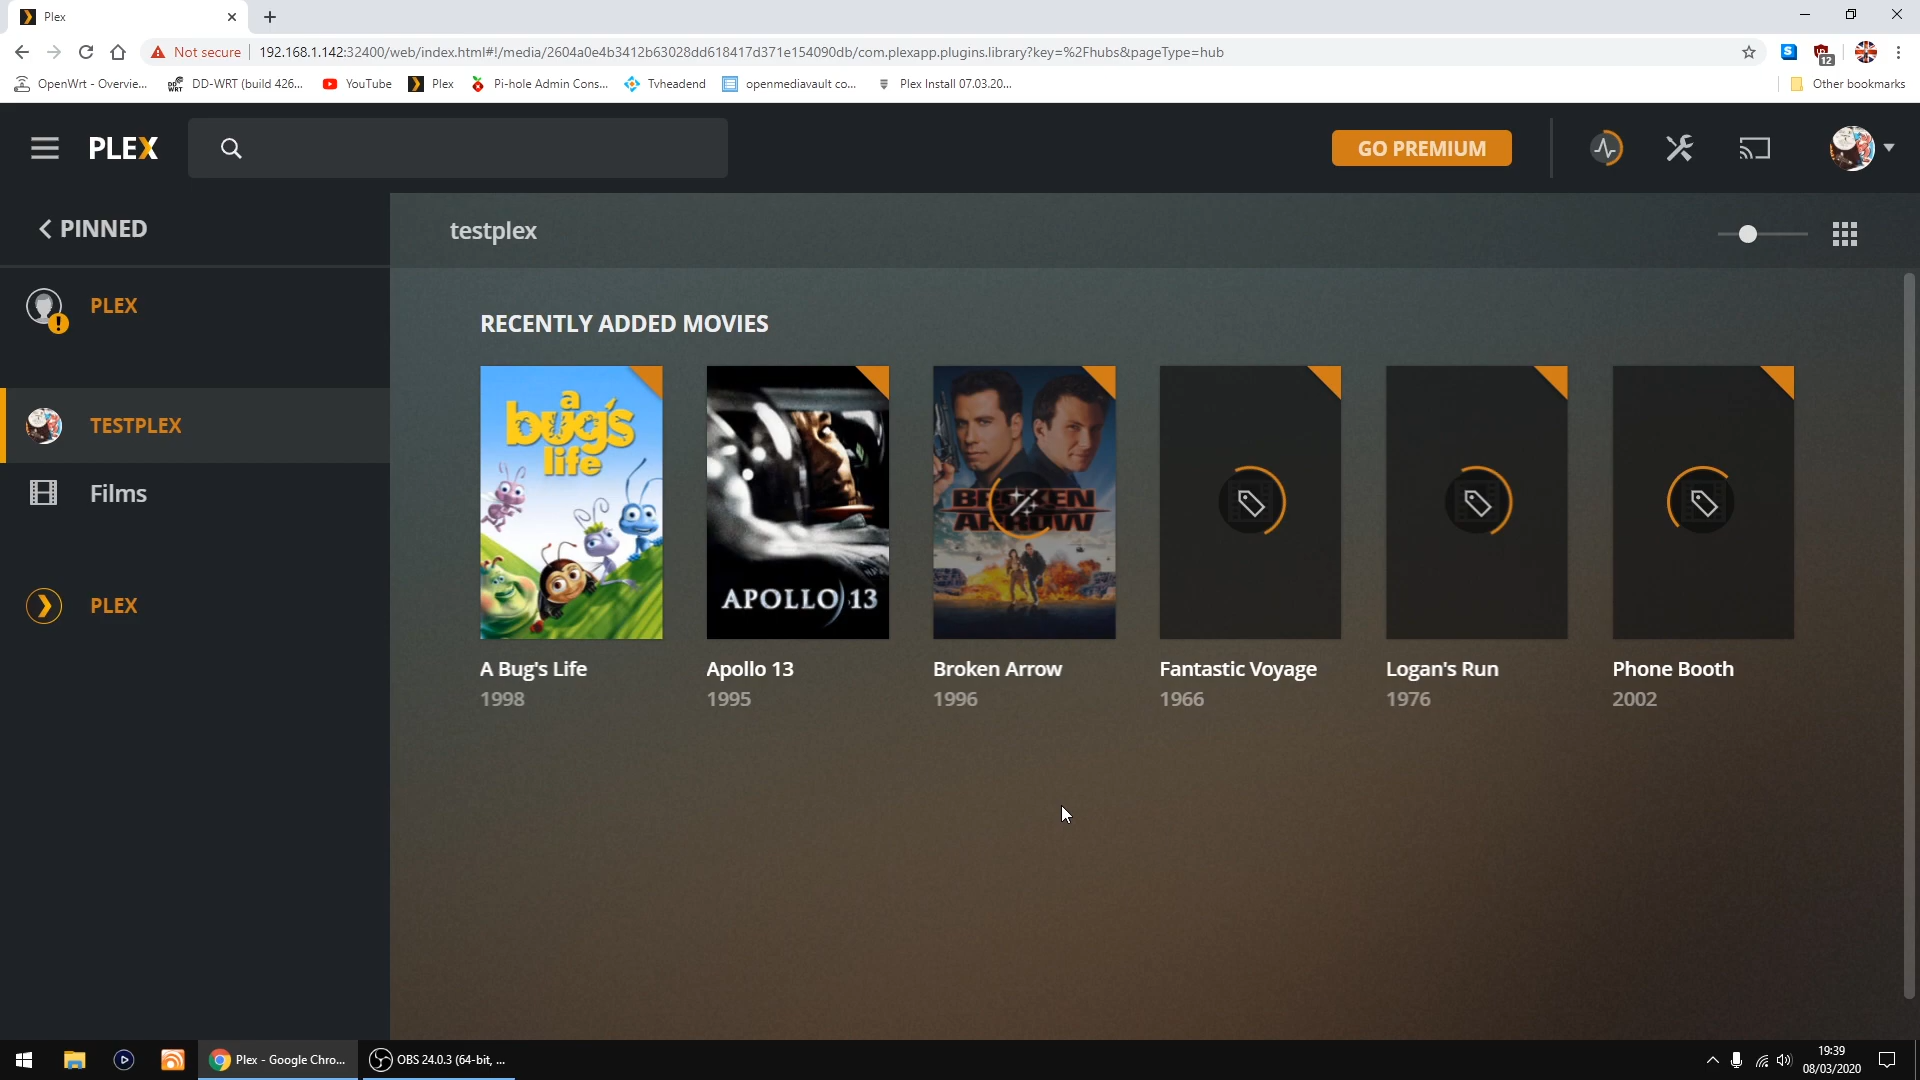 Plex
Not secure
192.168.1.142:32400/web/index.html#!/media/2604a0e4b3412b63028dd618417d371e154090db/com.plexapp.plugins.library?key=%2Fhubs&pageType=hub
12
OpenWrt - Overvie...
DD-WRT (build 426...
YouTube
Plex
Pi-hole Admin Cons...
Tvheadend
openmediavault co...
Plex Install 07.03.20...
Other bookmarks
PLEX
GO PREMIUM
PINNED
testplex
PLEX
TESTPLEX
Films
PLEX
RECENTLY ADDED MOVIES
a bug's life
APOLLO 13
BROKEN ARROW
A Bug's Life
1998
Apollo 13
1995
Broken Arrow
1996
Fantastic Voyage
1966
Logan's Run
1976
Phone Booth
2002
Plex - Google Chro...
OBS 24.0.3 (64-bit, ...
19:39
08/03/2020